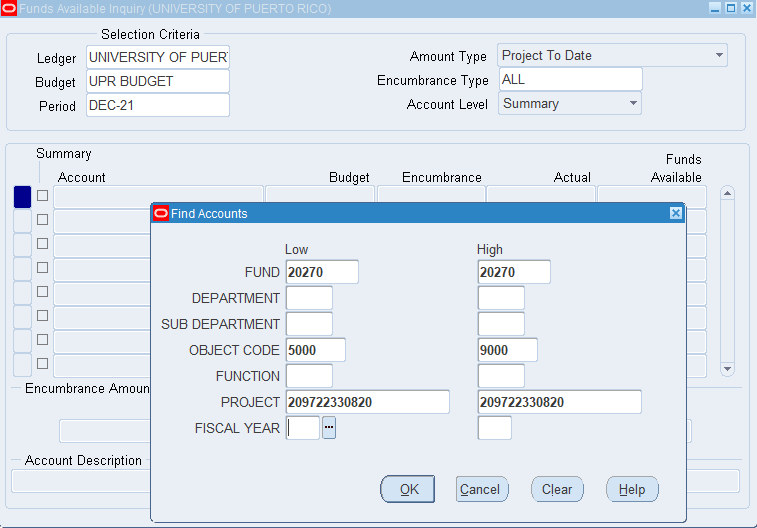 Funds Available Inquiry (UNIVERSITY OF PUERTO RICO)
Selection Criteria
Ledger UNIVERSITY OF PUER Amount Type Project To Date
Budget UPR BUDGET Encumbrance Type ALL
Period DEC-21 Account Level Summary
Summary Funds
Account Budget Encumbrance Actual Available
Find Accounts
Low High
FUND 20270 20270
DEPARTMENT
SUB DEPARTMENT
OBJECT CODE 5000 9000
FUNCTION
Encumbrance Amoun
PROJECT 209722330820 209722330820
FISCAL YEAR ...
Account Description
OK Cancel Clear Help